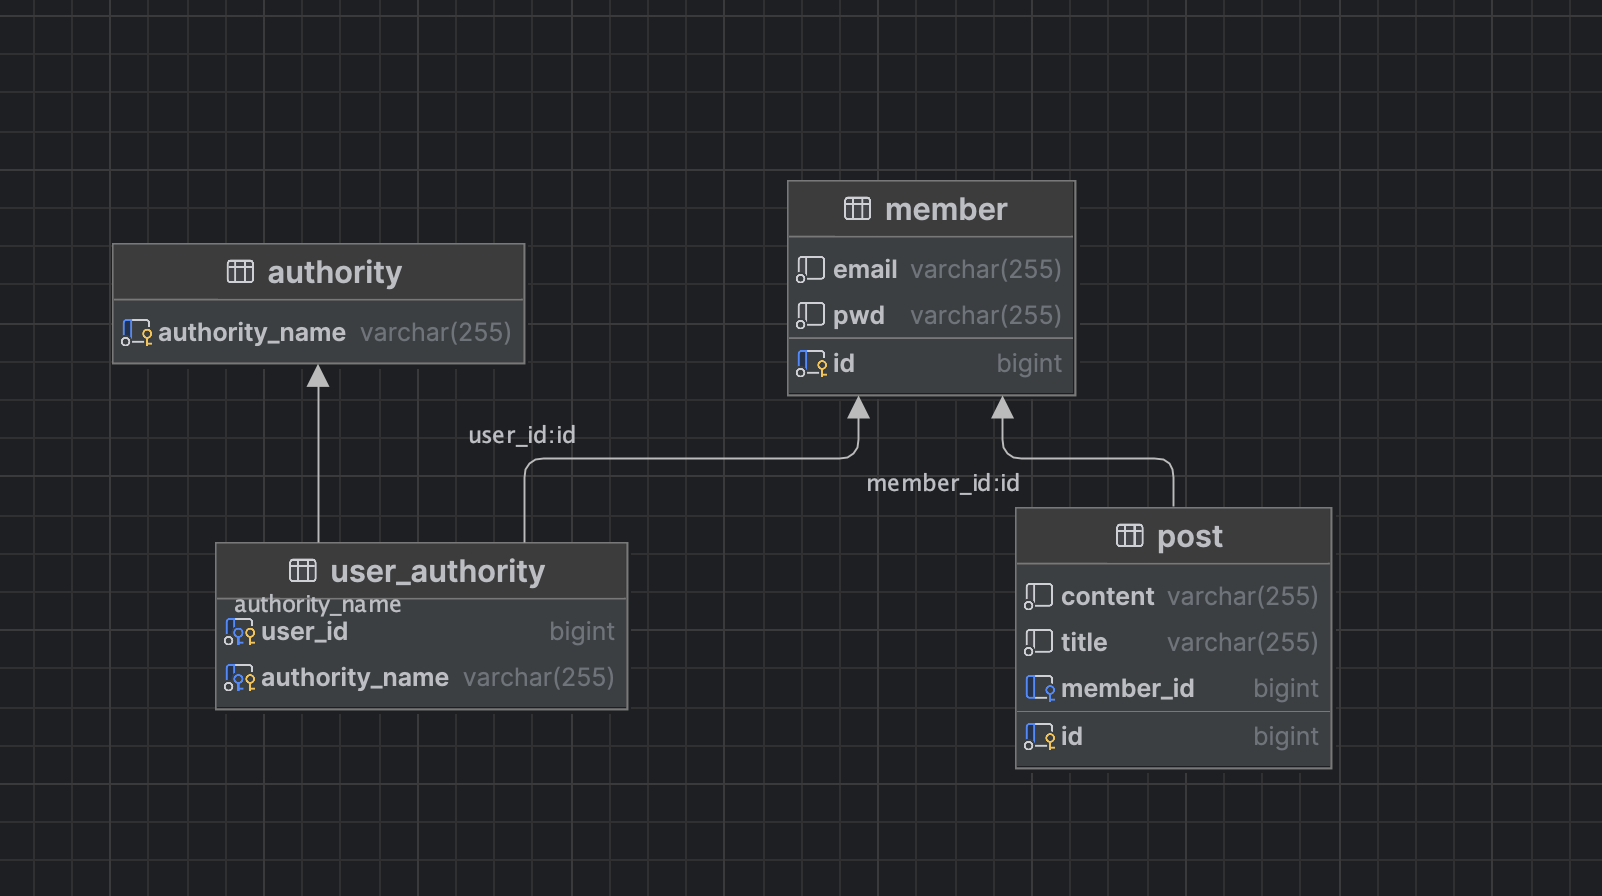 member
email varchar(255)
pwd varchar(255)
id bigint
authority
authority_name varchar(255)
user_id:id
member_id:id
user_authority
authority_name
user_id bigint
authority_name varchar(255)
post
content varchar(255)
title varchar(255)
member_id bigint
id bigint